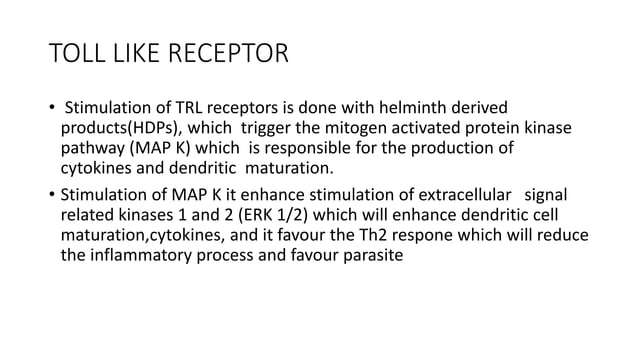 TOLL LIKE RECEPTOR
• Stimulation of TRL receptors is done with helminth derived
products(HDPs), which trigger the mitogen activated protein kinase
pathway (MAP K) which is responsible for the production of
cytokines and dendritic maturation.
• Stimulation of MAP K it enhance stimulation of extracellular signal
related kinases 1 and 2 (ERK 1/2) which will enhance dendritic cell
maturation,cytokines, and it favour the Th2 respone which will reduce
the inflammatory process and favour parasite